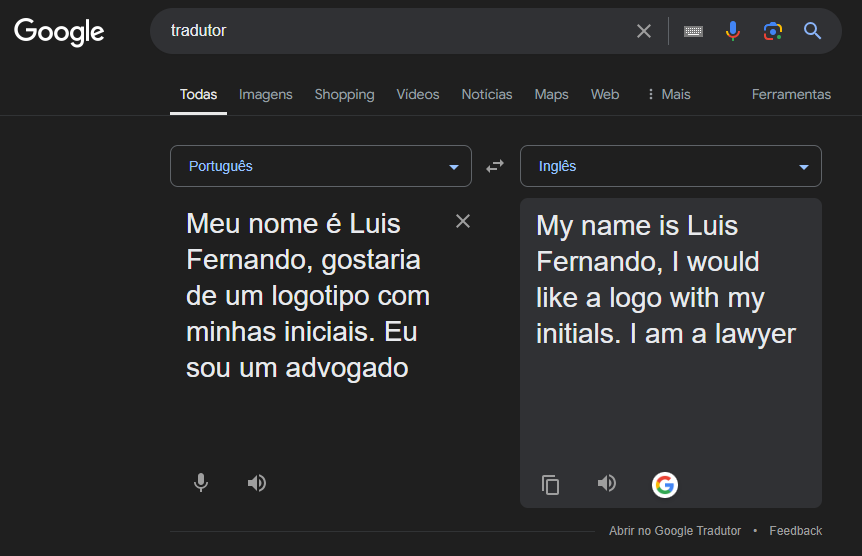 Google
tradutor
Todas Imagens Shopping Videos Notícias Maps Web Mais Ferramentas
Português
Inglês
Meu nome é Luis
Fernando, gostaria
de um logotipo com
minhas iniciais. Eu
sou um advogado
My name is Luis
Fernando, I would
like a logo with my
initials. I am a lawyer
G
Abrir no Google Tradutor • Feedback